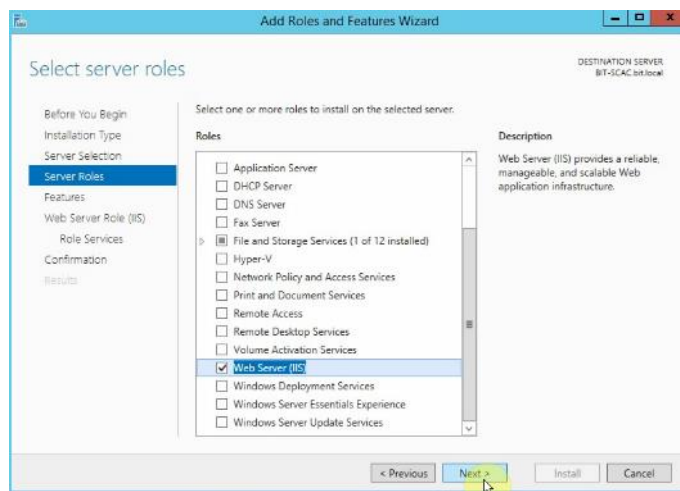 Add Roles and Features Wizard
Select server roles
DESTINATION SERVER
BIT-SCAC.bit.local
Before You Begin
Installation Type
Server Selection
Server Roles
Features
Web Server Role (IIS)
Role Services
Confirmation
Results
Select one or more roles to install on the selected server.
Roles
Application Server
DHCP Server
DNS Server
Fax Server
File and Storage Services (1 of 12 installed)
Hyper-V
Network Policy and Access Services
Print and Document Services
Remote Access
Remote Desktop Services
Volume Activation Services
Web Server (IIS)
Windows Deployment Services
Windows Server Essentials Experience
Windows Server Update Services
Description
Web Server (IIS) provides a reliable,
manageable, and scalable Web
application infrastructure.
< Previous
Next >
Install
Cancel